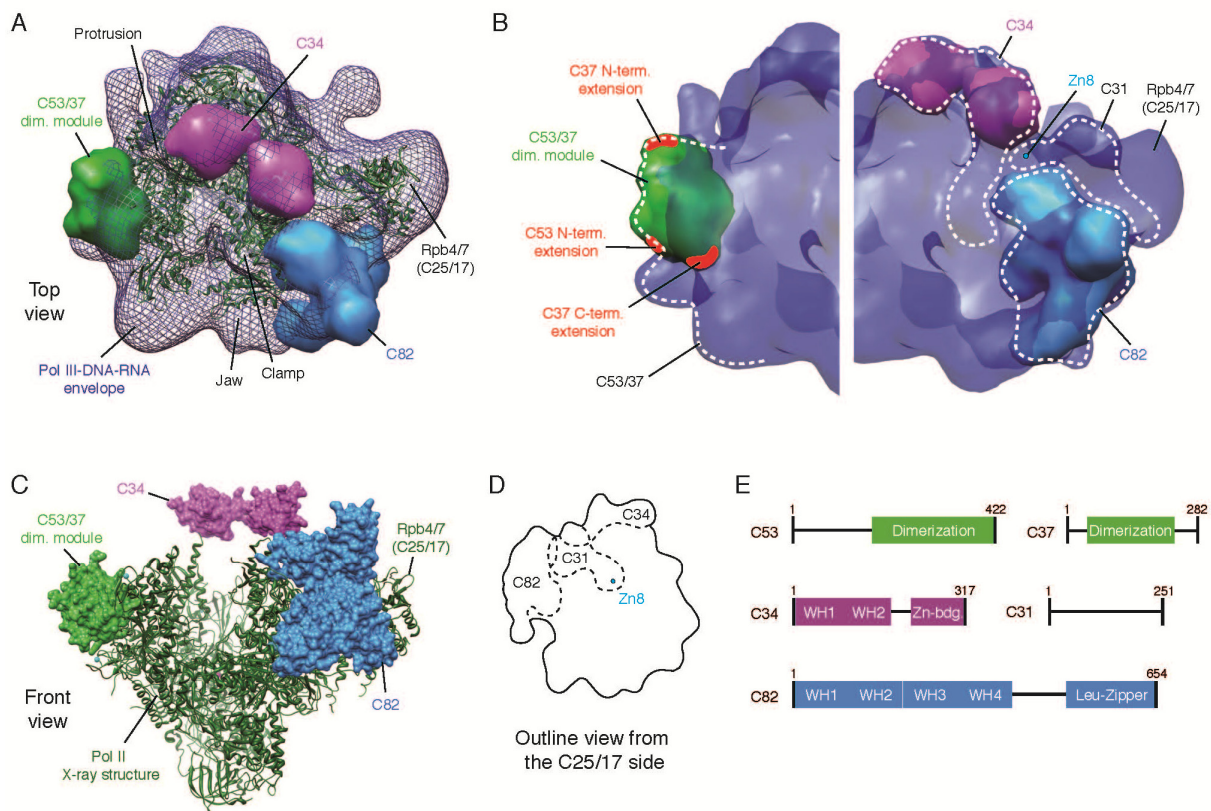 A
Protrusion
C34
C53/37
dim. module
Rpb4/7
(C25/17)
Top
view
C82
Pol III-DNA-RNA
envelope
Jaw
Clamp
B
C37 N-term.
extension
C53/37
dim. module
C53 N-term.
extension
C37 C-term.
extension
C53/37
C34
Zn8
C31
Rpb4/7
(C25/17)
C82
C
C34
C53/37
dim. module
Rpb4/7
(C25/17)
Front
view
C82
Pol II
X-ray structure
D
C34
C31
C82
Zn8
Outline view from
the C25/17 side
E
1 422
C53 Dimerization
1 282
C37 Dimerization
1 317
C34 WH1 WH2 Zn-bdg.
1 251
C31
1 654
C82 WH1 WH2 WH3 WH4 Leu-Zipper